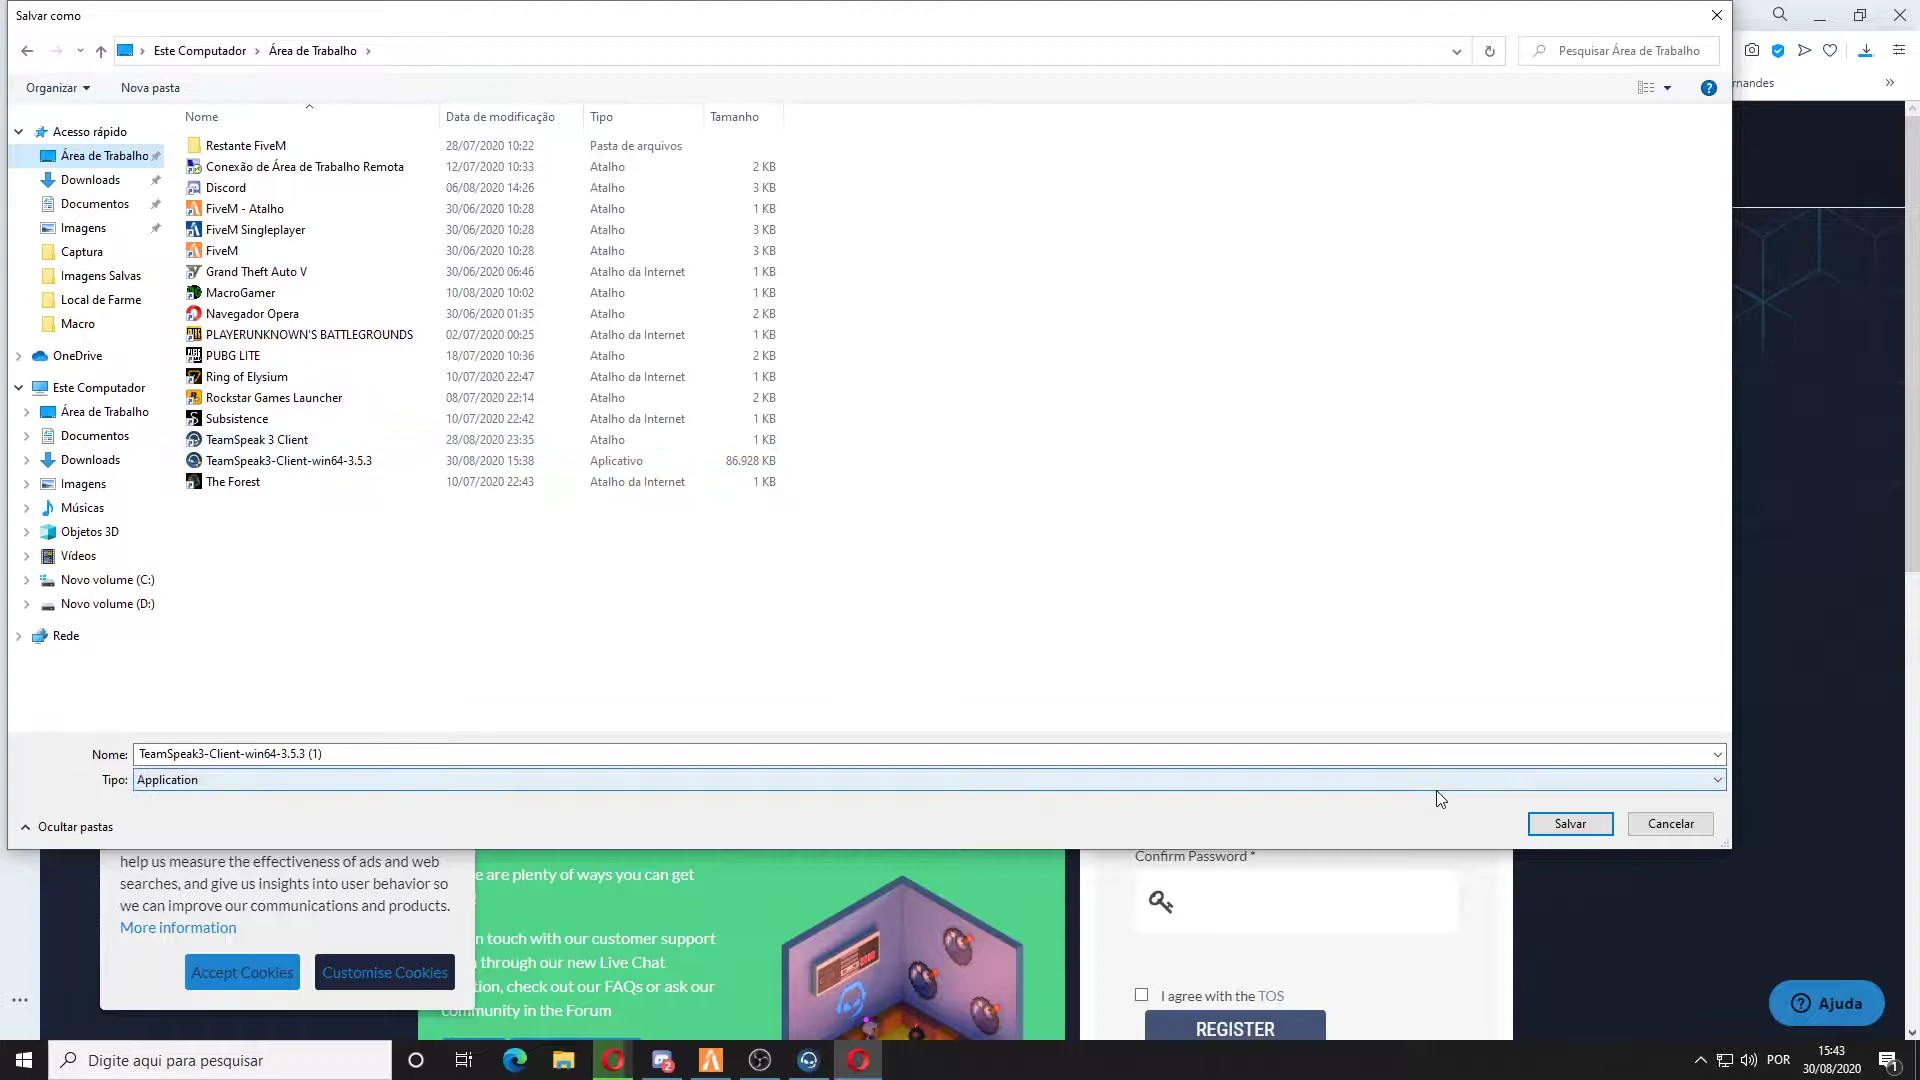 Salvar como
Este Computador
Área de Trabalho
Pesquisar Área de Trabalho
Organizar
Nova pasta
Nome
Data de modificação
Tipo
Tamanho
Acesso rápido
Área de Trabalho
Downloads
Documentos
Imagens
Captura
Imagens Salvas
Local de Farme
Macro
OneDrive
Este Computador
Área de Trabalho
Documentos
Downloads
Imagens
Músicas
Objetos 3D
Vídeos
Novo volume (C:)
Novo volume (D:)
Rede
Restante FiveM 28/07/2020 10:22 Pasta de arquivos
Conexão de Área de Trabalho Remota 12/07/2020 10:33 Atalho 2 KB
Discord 06/08/2020 14:26 Atalho 3 KB
FiveM - Atalho 30/06/2020 10:28 Atalho 1 KB
FiveM Singleplayer 30/06/2020 10:28 Atalho 3 KB
FiveM 30/06/2020 10:28 Atalho 3 KB
Grand Theft Auto V 30/06/2020 06:46 Atalho da Internet 1 KB
MacroGamer 10/08/2020 10:02 Atalho 1 KB
Navegador Opera 30/06/2020 01:35 Atalho 2 KB
PLAYERUNKNOWN'S BATTLEGROUNDS 02/07/2020 00:25 Atalho da Internet 1 KB
PUBG LITE 18/07/2020 10:36 Atalho 2 KB
Ring of Elysium 10/07/2020 22:47 Atalho da Internet 1 KB
Rockstar Games Launcher 08/07/2020 22:14 Atalho 2 KB
Subsistence 10/07/2020 22:42 Atalho da Internet 1 KB
TeamSpeak 3 Client 28/08/2020 23:35 Atalho 1 KB
TeamSpeak3-Client-win64-3.5.3 30/08/2020 15:38 Aplicativo 86.928 KB
The Forest 10/07/2020 22:43 Atalho da Internet 1 KB
Nome: TeamSpeak3-Client-win64-3.5.3 (1)
Tipo: Application
Ocultar pastas
Salvar
Cancelar
rnandes
help us measure the effectiveness of ads and web
searches, and give us insights into user behavior so
we can improve our communications and products.
More information
Accept Cookies
Customise Cookies
e are plenty of ways you can get
n touch with our customer support
through our new Live Chat
tion, check out our FAQs or ask our
community in the Forum
Confirm Password *
I agree with the TOS
REGISTER
Ajuda
Digite aqui para pesquisar
2
POR
15:43
30/08/2020
1